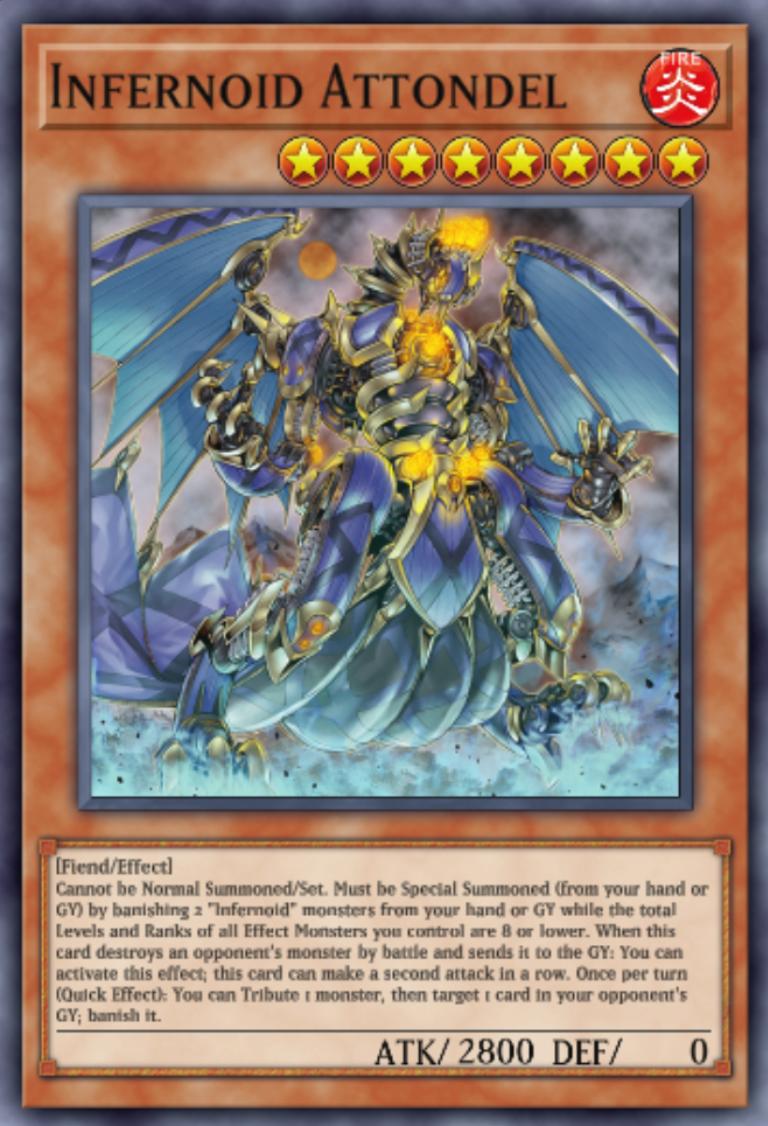 INFERNOID ATTONDEL
FIRE
炎
[Fiend/Effect]
Cannot be Normal Summoned/Set. Must be Special Summoned (from your hand or
GY) by banishing 2 "Infernoid" monsters from your hand or GY while the total
Levels and Ranks of all Effect Monsters you control are 8 or lower. When this
card destroys an opponent's monster by battle and sends it to the GY: You can
activate this effect; this card can make a second attack in a row. Once per turn
(Quick Effect): You can Tribute 1 monster, then target 1 card in your opponent's
GY; banish it.
ATK/ 2800 DEF/ 0